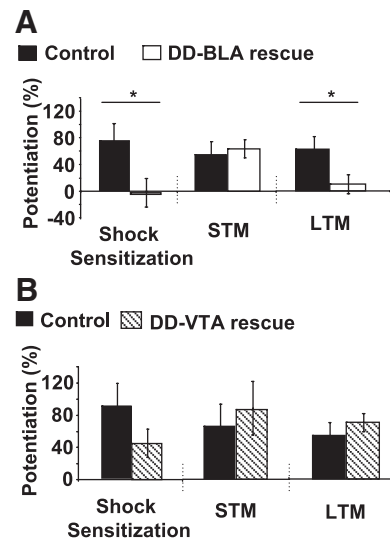 A
Control DD-BLA rescue
Potentiation (%)
120
80
40
0
-40
*
*
Shock
Sensitization
STM
LTM
B
Control DD-VTA rescue
Potentiation (%)
120
80
40
0
Shock
Sensitization
STM
LTM